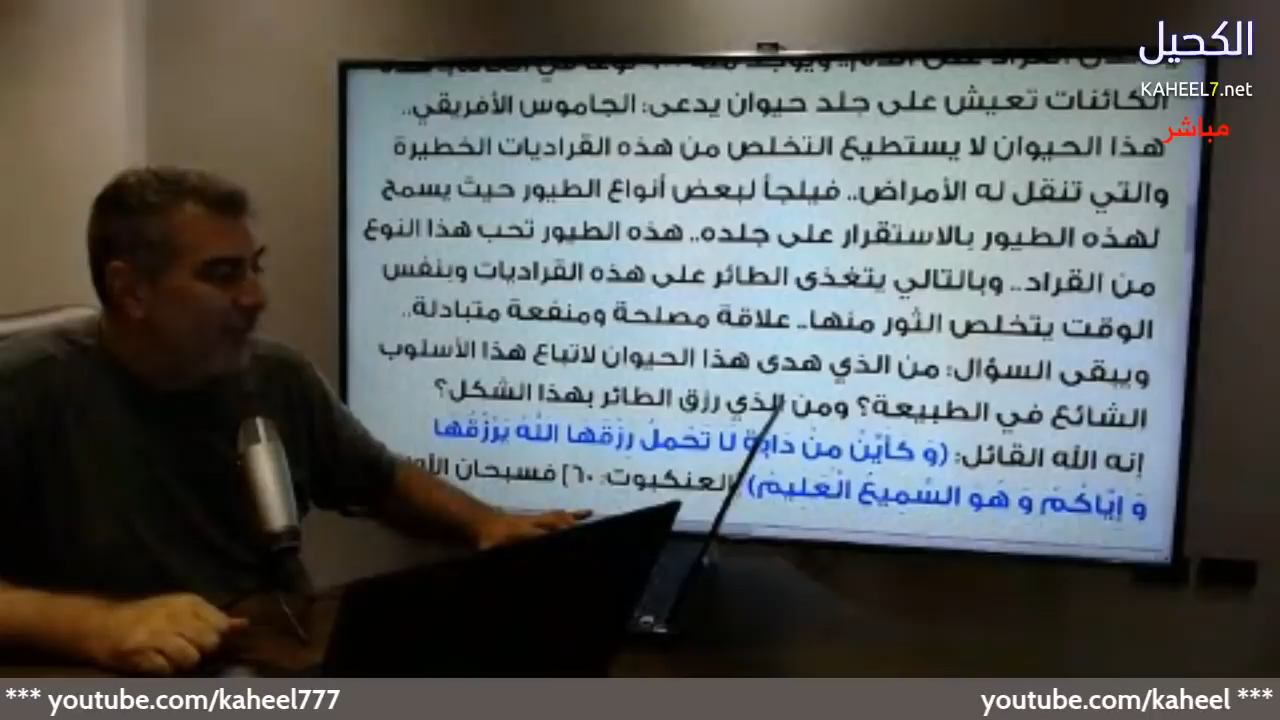 الكحيل
KAHEEL7.net
مباشر
الكائنات تعيش على جلد حيوان يدعى: الجاموس الأفريقي..
هذا الحيوان لا يستطيع التخلص من هذه القراديات الخطيرة
والتي تنقل له الأمراض.. فيلجأ لبعض أنواع الطيور حيث يسمح
لهذه الطيور بالاستقرار على جلده.. هذه الطيور تحب هذا النوع
من القراد.. وبالتالي يتغذى الطائر على هذه القراديات وبنفس
الوقت يتخلص الثور منها.. علاقة مصلحة ومنفعة متبادلة..
ويبقى السؤال: من الذي هدى هذا الحيوان لاتباع هذا الأسلوب
الشائع في الطبيعة؟ ومن الذي رزق الطائر بهذا الشكل؟
إنه الله القائل: (وَ كَأَيِّنْ مِنْ دَابَّةٍ لَا تَحْمِلُ رِزْقَهَا اللَّهُ يَرْزُقُهَا
وَ إِيَّاكُمْ وَ هُوَ السَّمِيعُ الْعَلِيمُ) [العنكبوت: ٦٠] فسبحان الله
*** youtube.com/kaheel777
youtube.com/kaheel ***